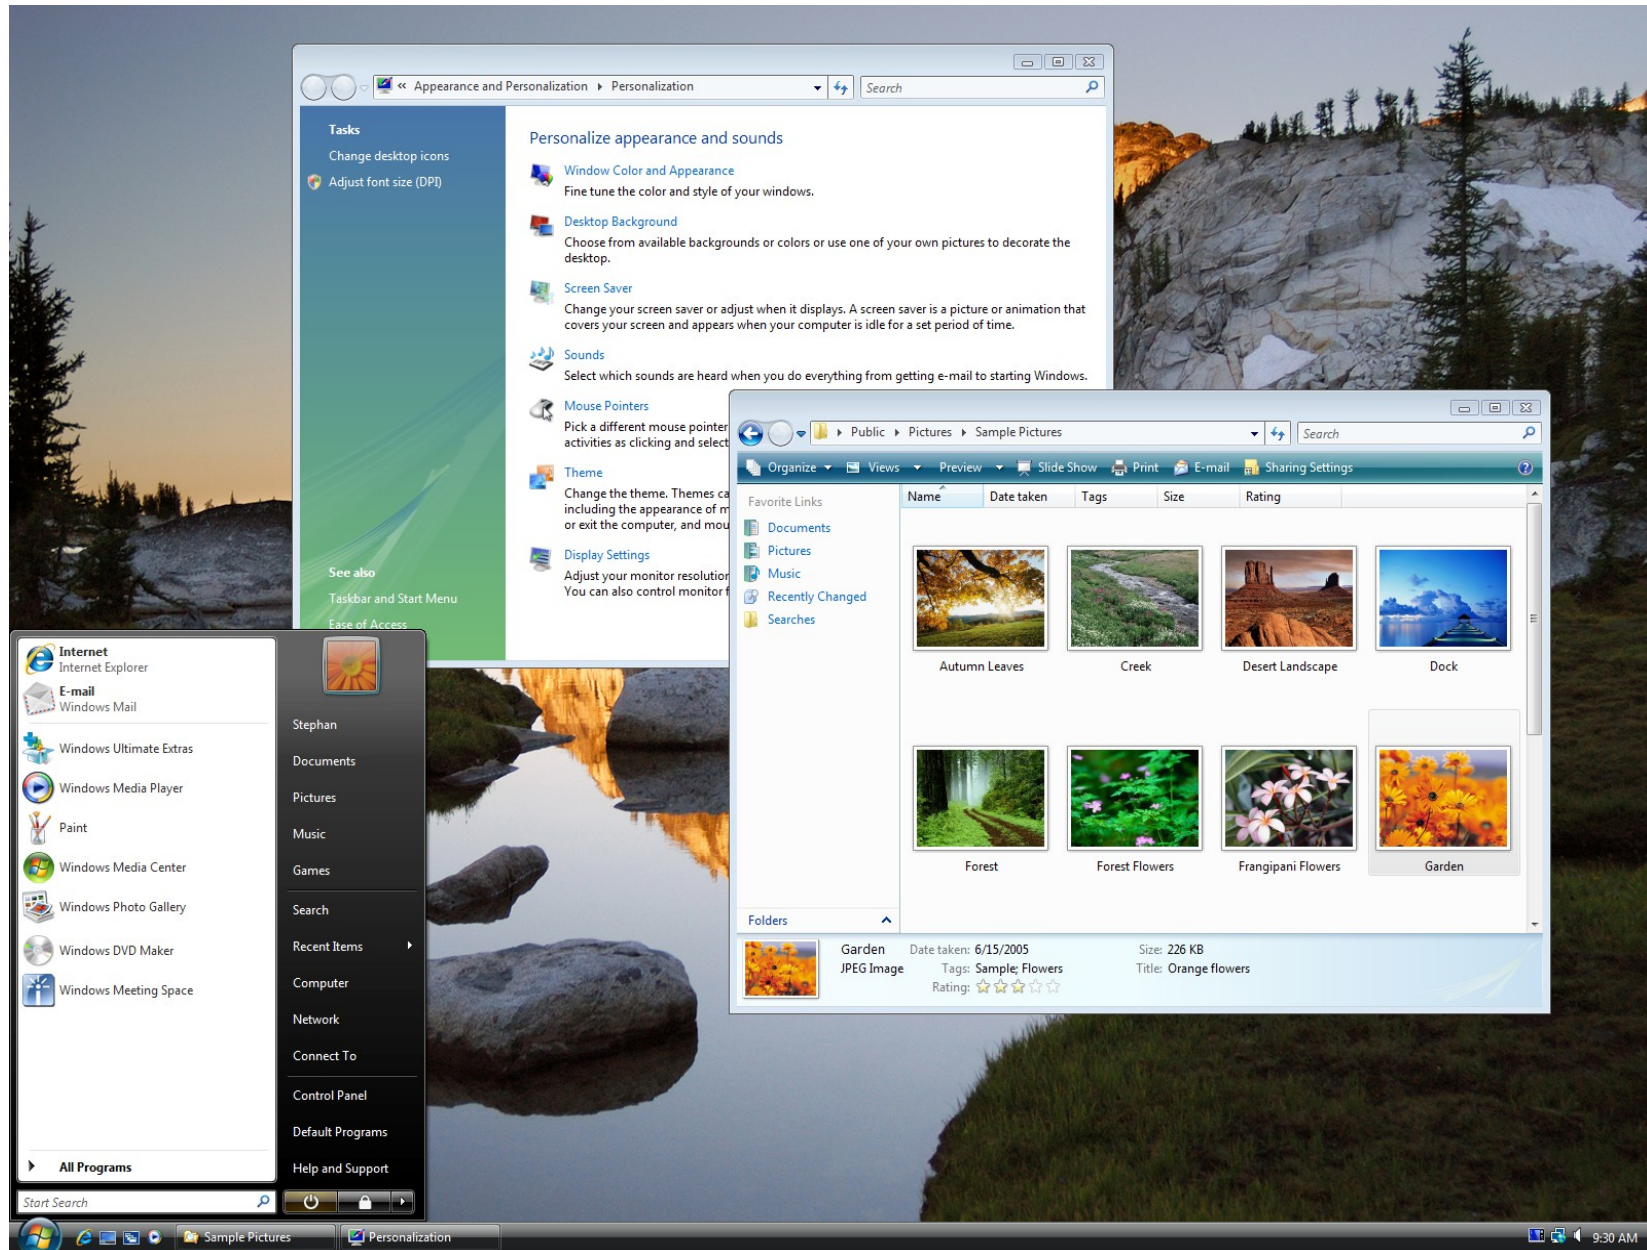 Appearance and Personalization
Personalization
Search
Tasks
Change desktop icons
Adjust font size (DPI)
See also
Taskbar and Start Menu
Ease of Access
Personalize appearance and sounds
Window Color and Appearance
Fine tune the color and style of your windows.
Desktop Background
Choose from available backgrounds or colors or use one of your own pictures to decorate the
desktop.
Screen Saver
Change your screen saver or adjust when it displays. A screen saver is a picture or animation that
covers your screen and appears when your computer is idle for a set period of time.
Sounds
Select which sounds are heard when you do everything from getting e-mail to starting Windows.
Mouse Pointers
Pick a different mouse pointer
activities as clicking and select
Theme
Change the theme. Themes ca
including the appearance of m
or exit the computer, and mou
Display Settings
Adjust your monitor resolution
You can also control monitor f
Public
Pictures
Sample Pictures
Search
Organize
Views
Preview
Slide Show
Print
E-mail
Sharing Settings
Favorite Links
Documents
Pictures
Music
Recently Changed
Searches
Folders
Name
Date taken
Tags
Size
Rating
Autumn Leaves
Creek
Desert Landscape
Dock
Forest
Forest Flowers
Frangipani Flowers
Garden
Garden
JPEG Image
Date taken: 6/15/2005
Tags: Sample; Flowers
Rating:
Size: 226 KB
Title: Orange flowers
Internet
Internet Explorer
E-mail
Windows Mail
Windows Ultimate Extras
Windows Media Player
Paint
Windows Media Center
Windows Photo Gallery
Windows DVD Maker
Windows Meeting Space
All Programs
Start Search
Stephan
Documents
Pictures
Music
Games
Search
Recent Items
Computer
Network
Connect To
Control Panel
Default Programs
Help and Support
Sample Pictures
Personalization
9:30 AM